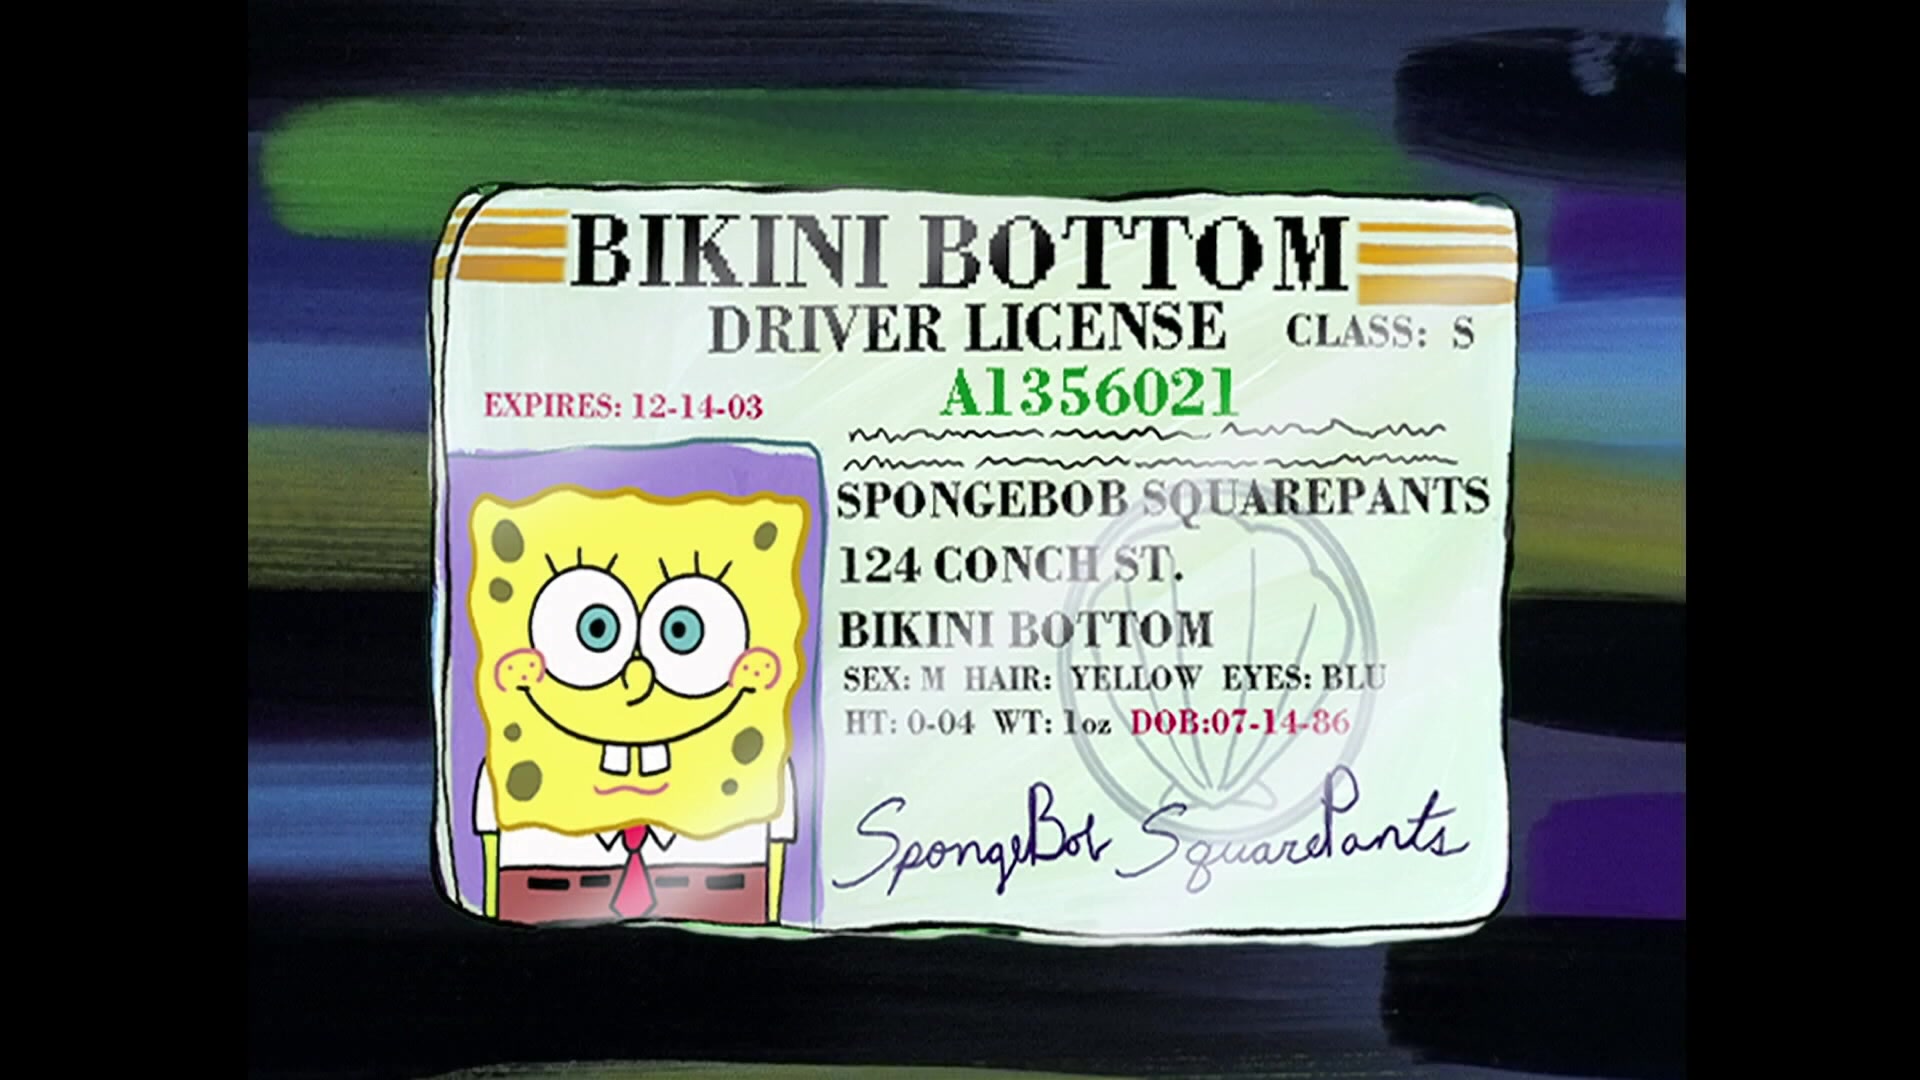 BIKINI BOTTOM
DRIVER LICENSE CLASS: S
A1356021
EXPIRES: 12-14-03
SPONGEBOB SQUAREPANTS
124 CONCH ST.
BIKINI BOTTOM
SEX: M HAIR: YELLOW EYES: BLU
HT: 0-04 WT: 1oz DOB:07-14-86
SpongeBob SquarePants